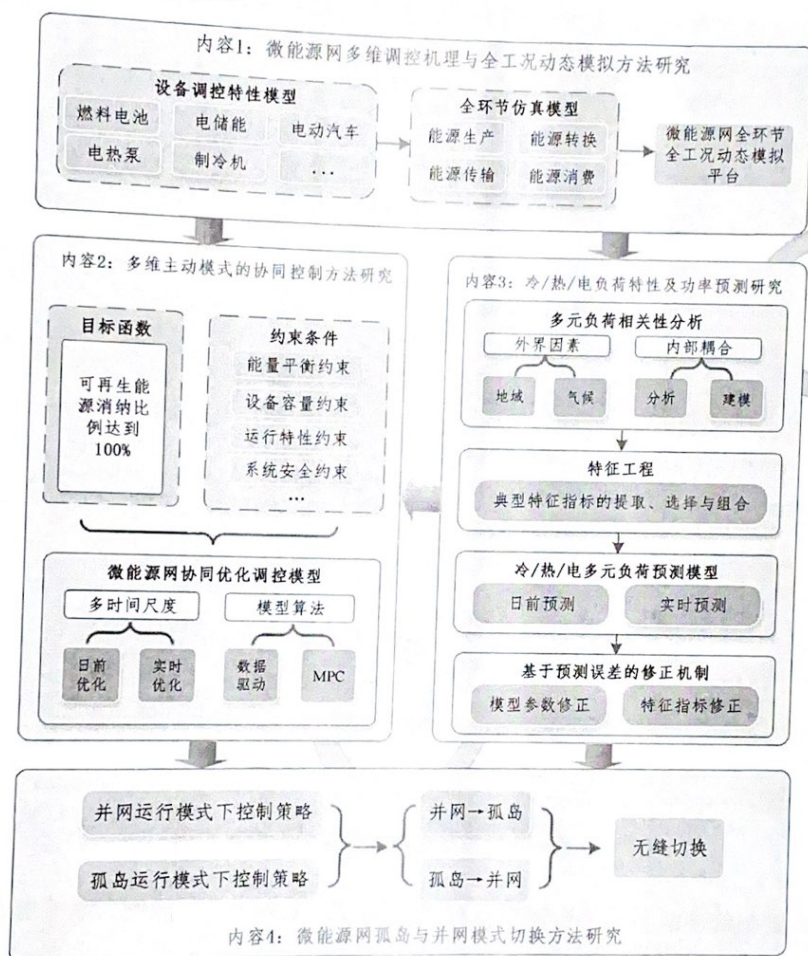 内容1：微能源网多维调控机理与全工况动态模拟方法研究
设备调控特性模型
燃料电池
电储能
电动汽车
电热泵
制冷机
...
全环节仿真模型
能源生产
能源转换
能源传输
能源消费
微能源网全环节
全工况动态模拟
平台
内容2：多维主动模式的协同控制方法研究
目标函数
可再生能
源消纳比
例达到
100%
约束条件
能量平衡约束
设备容量约束
运行特性约束
系统安全约束
...
微能源网协同优化调控模型
多时间尺度
模型算法
日前
优化
实时
优化
数据
驱动
MPC
内容3：冷/热/电负荷特性及功率预测研究
多元负荷相关性分析
外界因素
内部耦合
地域
气候
分析
建模
特征工程
典型特征指标的提取、选择与组合
冷/热/电多元负荷预测模型
日前预测
实时预测
基于预测误差的修正机制
模型参数修正
特征指标修正
并网运行模式下控制策略
孤岛运行模式下控制策略
并网→孤岛
孤岛→并网
无缝切换
内容4：微能源网孤岛与并网模式切换方法研究